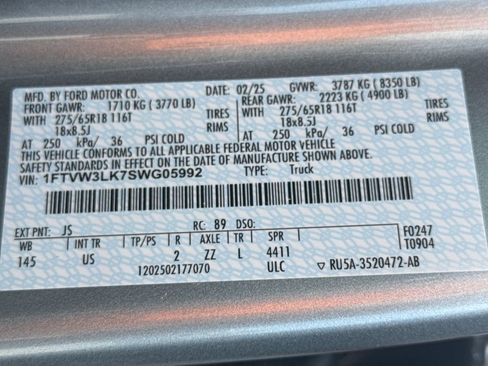 MFD. BY FORD MOTOR CO. 02/25 GVWR: 3787 KG ( 8350 LB)
FRONT GAWR: 1710 KG ( 3770 LB) REAR GAWR: 2223 KG ( 4900 LB)
WITH 275/65R18 116T TIRES WITH 275/65R18 116T TIRES
18x8.5J RIMS 18x8.5J RIMS
AT 250 kPa/ 36 PSI COLD AT 250 kPa/ 36 PSI COLD
THIS VEHICLE CONFORMS TO ALL APPLICABLE FEDERAL MOTOR VEHICLE
SAFETY STANDARDS IN EFFECT ON THE DATE OF MANUFACTURE SHOWN ABOVE.
VIN: 1FTVW3LK7SWG05992 TYPE: Truck
EXT PNT: JS RC: 89 DSO: F0247
WB INT TR TP/PS R AXLE TR SPR T0904
145 US 2 ZZ L 4411
1202502177070 ULC ▽ RU5A-3520472-AB